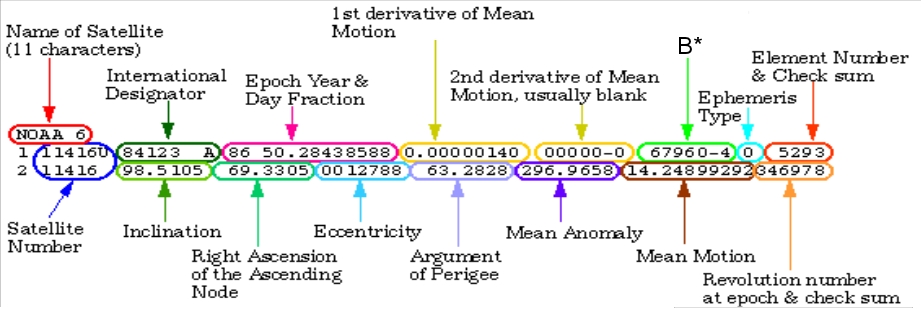 1st derivative of Mean
Motion
Name of Satellite
(11 characters)
B*
Element Number
& Check sum
International
Designator
Epoch Year &
Day Fraction
2nd derivative of Mean
Motion, usually blank
Ephemeris
Type
NOAA 6
1 11416U 84123 A 86 50.28438588 0.00000140 00000-0 67960-4 0 5293
2 11416 98.5105 69.3305 0012788 63.2828 296.9658 14.24899292346978
Satellite
Number
Inclination
Right Ascension
of the Ascending
Node
Eccentricity
Argument
of Perigee
Mean Anomaly
Mean Motion
Revolution number
at epoch & check sum